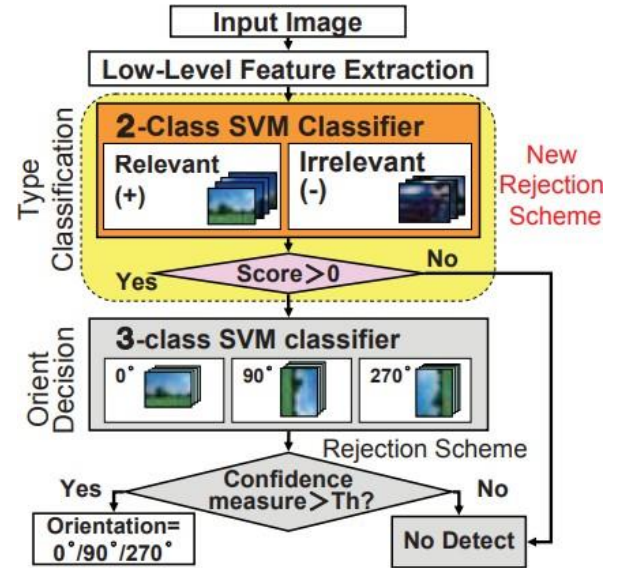 Input Image
Low-Level Feature Extraction
Type
Classification
2-Class SVM Classifier
Relevant
(+)
Irrelevant
(-)
New
Rejection
Scheme
Score>0
Yes
No
Orient
Decision
3-class SVM classifier
0°
90°
270°
Rejection Scheme
Confidence
measure>Th?
Yes
No
Orientation=
0°/90°/270°
No Detect